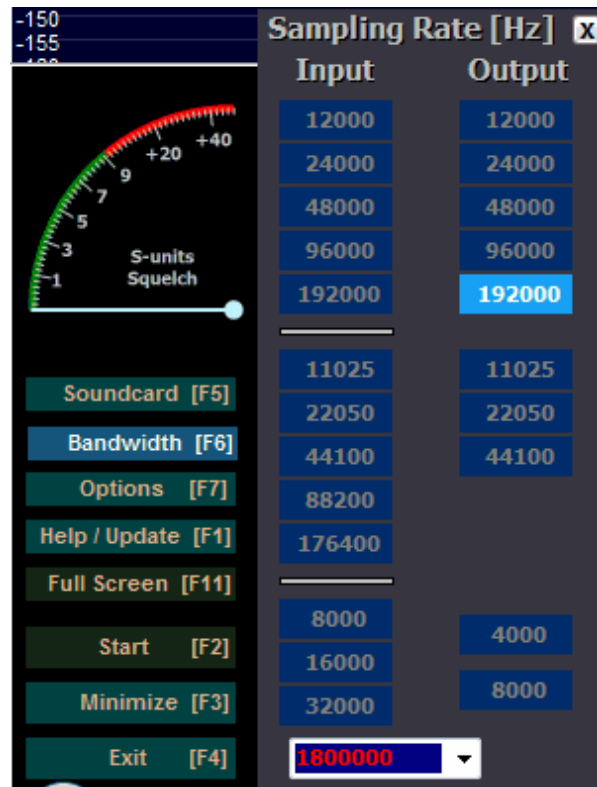 -150
-155
Sampling Rate [Hz] X
Input Output
12000 12000
24000 24000
48000 48000
96000 96000
192000 192000
11025 11025
22050 22050
44100 44100
88200
176400
8000
16000
32000
4000
8000
1800000
1
3
5
7
9
+20
+40
S-units
Squelch
Soundcard [F5]
Bandwidth [F6]
Options [F7]
Help / Update [F1]
Full Screen [F11]
Start [F2]
Minimize [F3]
Exit [F4]